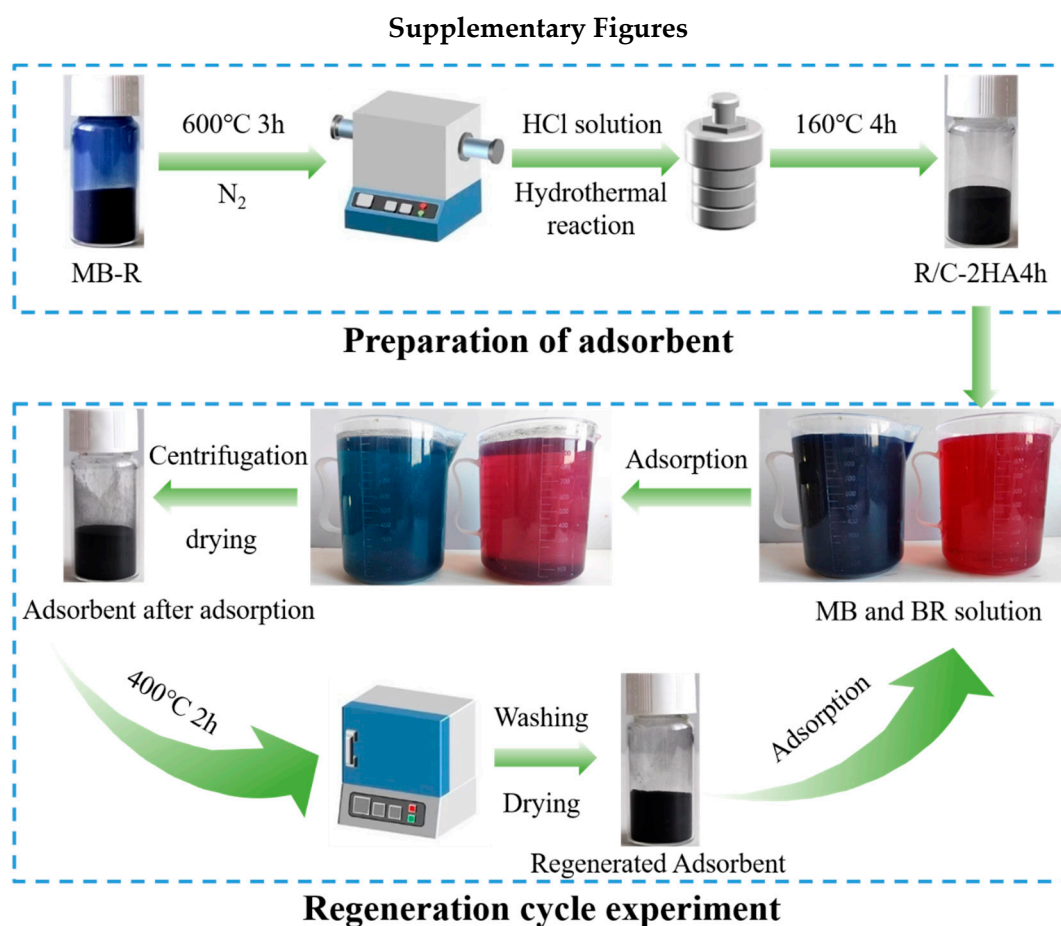 Supplementary Figures
600°C 3h
N₂
HCl solution
Hydrothermal
reaction
160°C 4h
MB-R
R/C-2HA4h
Preparation of adsorbent
Centrifugation
drying
Adsorption
Adsorbent after adsorption
MB and BR solution
400°C 2h
Washing
Drying
Adsorption
Regenerated Adsorbent
Regeneration cycle experiment